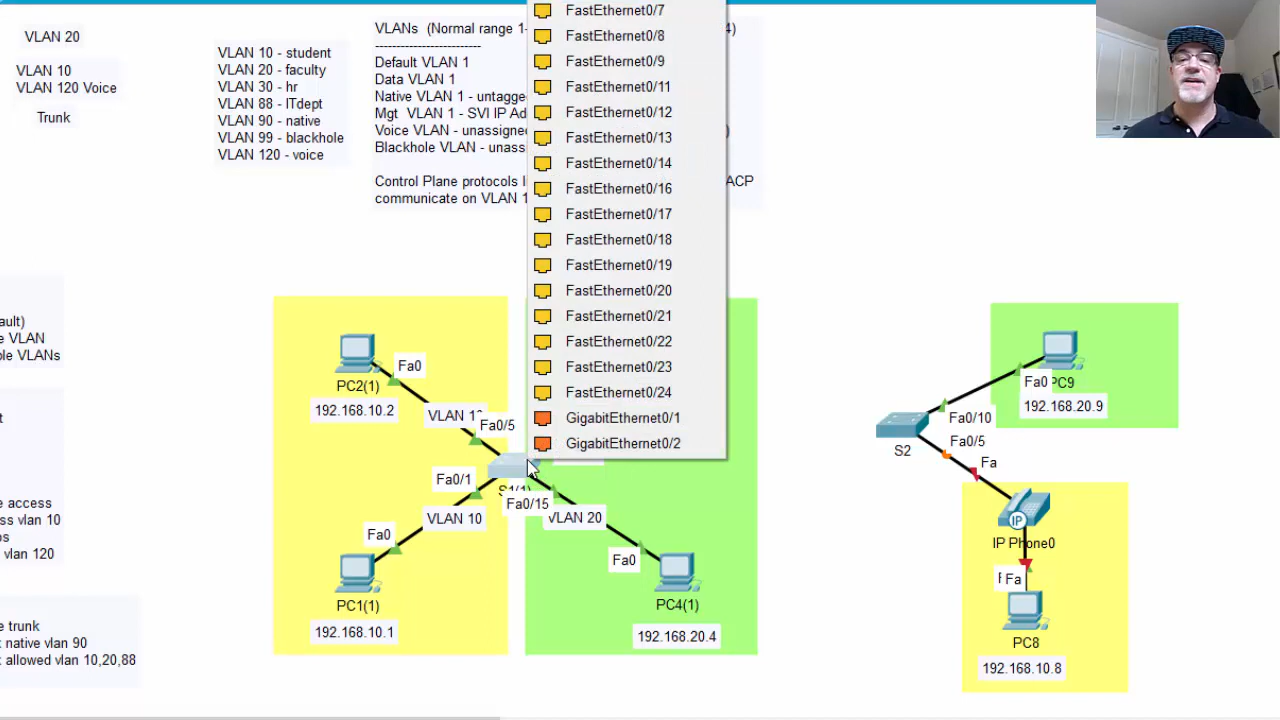 VLAN 20
VLAN 10
VLAN 120 Voice
Trunk
VLAN 10 - student
VLAN 20 - faculty
VLAN 30 - hr
VLAN 88 - ITdept
VLAN 90 - native
VLAN 99 - blackhole
VLAN 120 - voice
VLANs (Normal range 1- 4)
-------------------------
Default VLAN 1
Data VLAN 1
Native VLAN 1 - untagge
Mgt VLAN 1 - SVI IP Ad
Voice VLAN - unassigned )
Blackhole VLAN - unass
Control Plane protocols l ACP
communicate on VLAN 1
FastEthernet0/7
FastEthernet0/8
FastEthernet0/9
FastEthernet0/11
FastEthernet0/12
FastEthernet0/13
FastEthernet0/14
FastEthernet0/16
FastEthernet0/17
FastEthernet0/18
FastEthernet0/19
FastEthernet0/20
FastEthernet0/21
FastEthernet0/22
FastEthernet0/23
FastEthernet0/24
GigabitEthernet0/1
GigabitEthernet0/2
ault)
e VLAN
ple VLANs
t
e access
ss vlan 10
os
vlan 120
e trunk
t native vlan 90
t allowed vlan 10,20,88
Fa0
PC2(1)
192.168.10.2
VLAN 1
Fa0/5
Fa0/1
S1(1)
Fa0/15
VLAN 10
VLAN 20
Fa0
Fa0
PC1(1)
192.168.10.1
PC4(1)
192.168.20.4
Fa0
PC9
192.168.20.9
Fa0/10
S2
Fa0/5
Fa
IP
IP Phone0
Fa
PC8
192.168.10.8